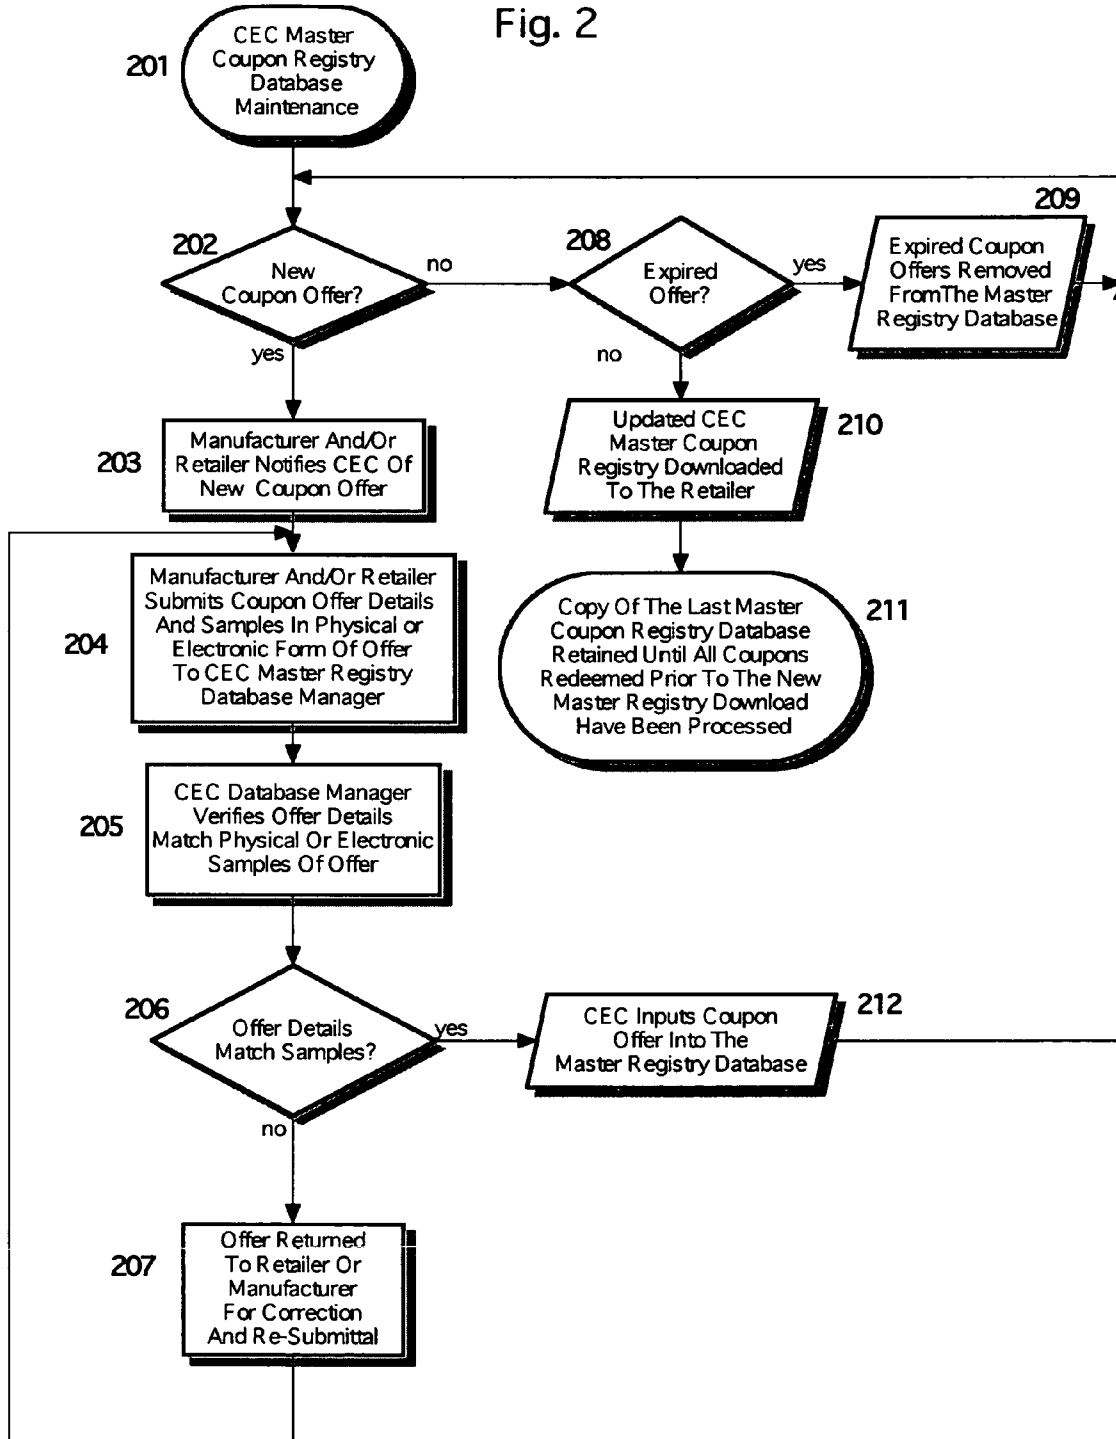 Fig. 2
201
CEC Master
Coupon Registry
Database
Maintenance
202
New
Coupon Offer?
no
yes
208
Expired
Offer?
yes
no
209
Expired Coupon
Offers Removed
FromThe Master
Registry Database
203
Manufacturer And/Or
Retailer Notifies CEC Of
New Coupon Offer
210
Updated CEC
Master Coupon
Registry Downloaded
To The Retailer
204
Manufacturer And/Or Retailer
Submits Coupon Offer Details
And Samples In Physical or
Electronic Form Of Offer
To CEC Master Registry
Database Manager
211
Copy Of The Last Master
Coupon Registry Database
Retained Until All Coupons
Redeemed Prior To The New
Master Registry Download
Have Been Processed
205
CEC Database Manager
Verifies Offer Details
Match Physical Or Electronic
Samples Of Offer
206
Offer Details
Match Samples?
yes
no
212
CEC Inputs Coupon
Offer Into The
Master Registry Database
207
Offer Returned
To Retailer Or
Manufacturer
For Correction
And Re-Submittal